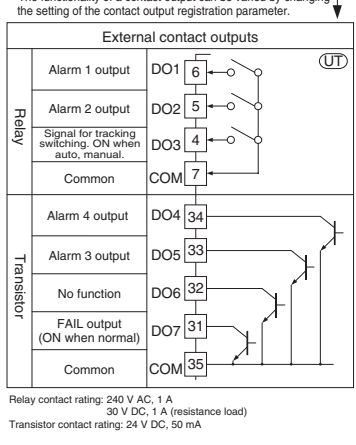 The functionality of a contact output can be varied by changing
the setting of the contact output registration parameter.
External contact outputs
UT
Relay
Alarm 1 output DO1 6
Alarm 2 output DO2 5
Signal for tracking
switching. ON when
auto, manual.
DO3 4
Common COM 7
Transistor
Alarm 4 output DO4 34
Alarm 3 output DO5 33
No function DO6 32
FAIL output
(ON when normal)
DO7 31
Common COM 35
Relay contact rating: 240 V AC, 1 A
30 V DC, 1 A (resistance load)
Transistor contact rating: 24 V DC, 50 mA